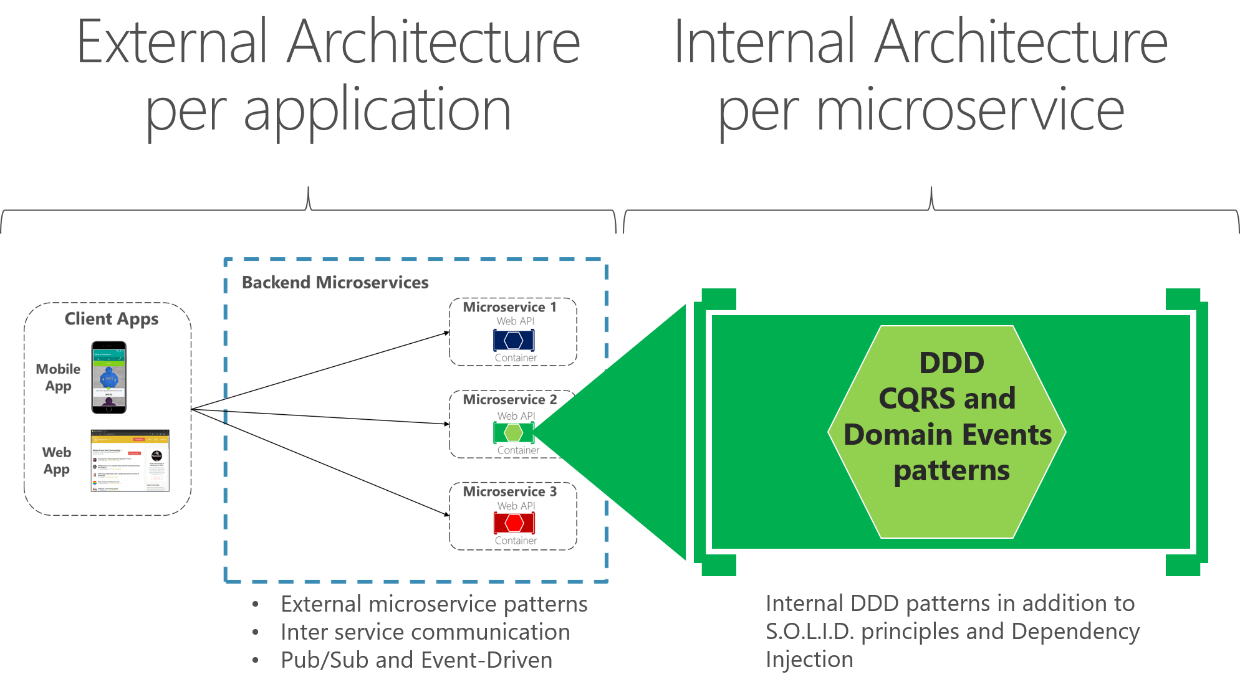 External Architecture
per application
Internal Architecture
per microservice
Client Apps
Mobile
App
Web
App
Backend Microservices
Microservice 1
Web API
Container
Microservice 2
Web API
Container
Microservice 3
Web API
Container
DDD
CQRS and
Domain Events
patterns
• External microservice patterns
• Inter service communication
• Pub/Sub and Event-Driven
Internal DDD patterns in addition to
S.O.L.I.D. principles and Dependency
Injection